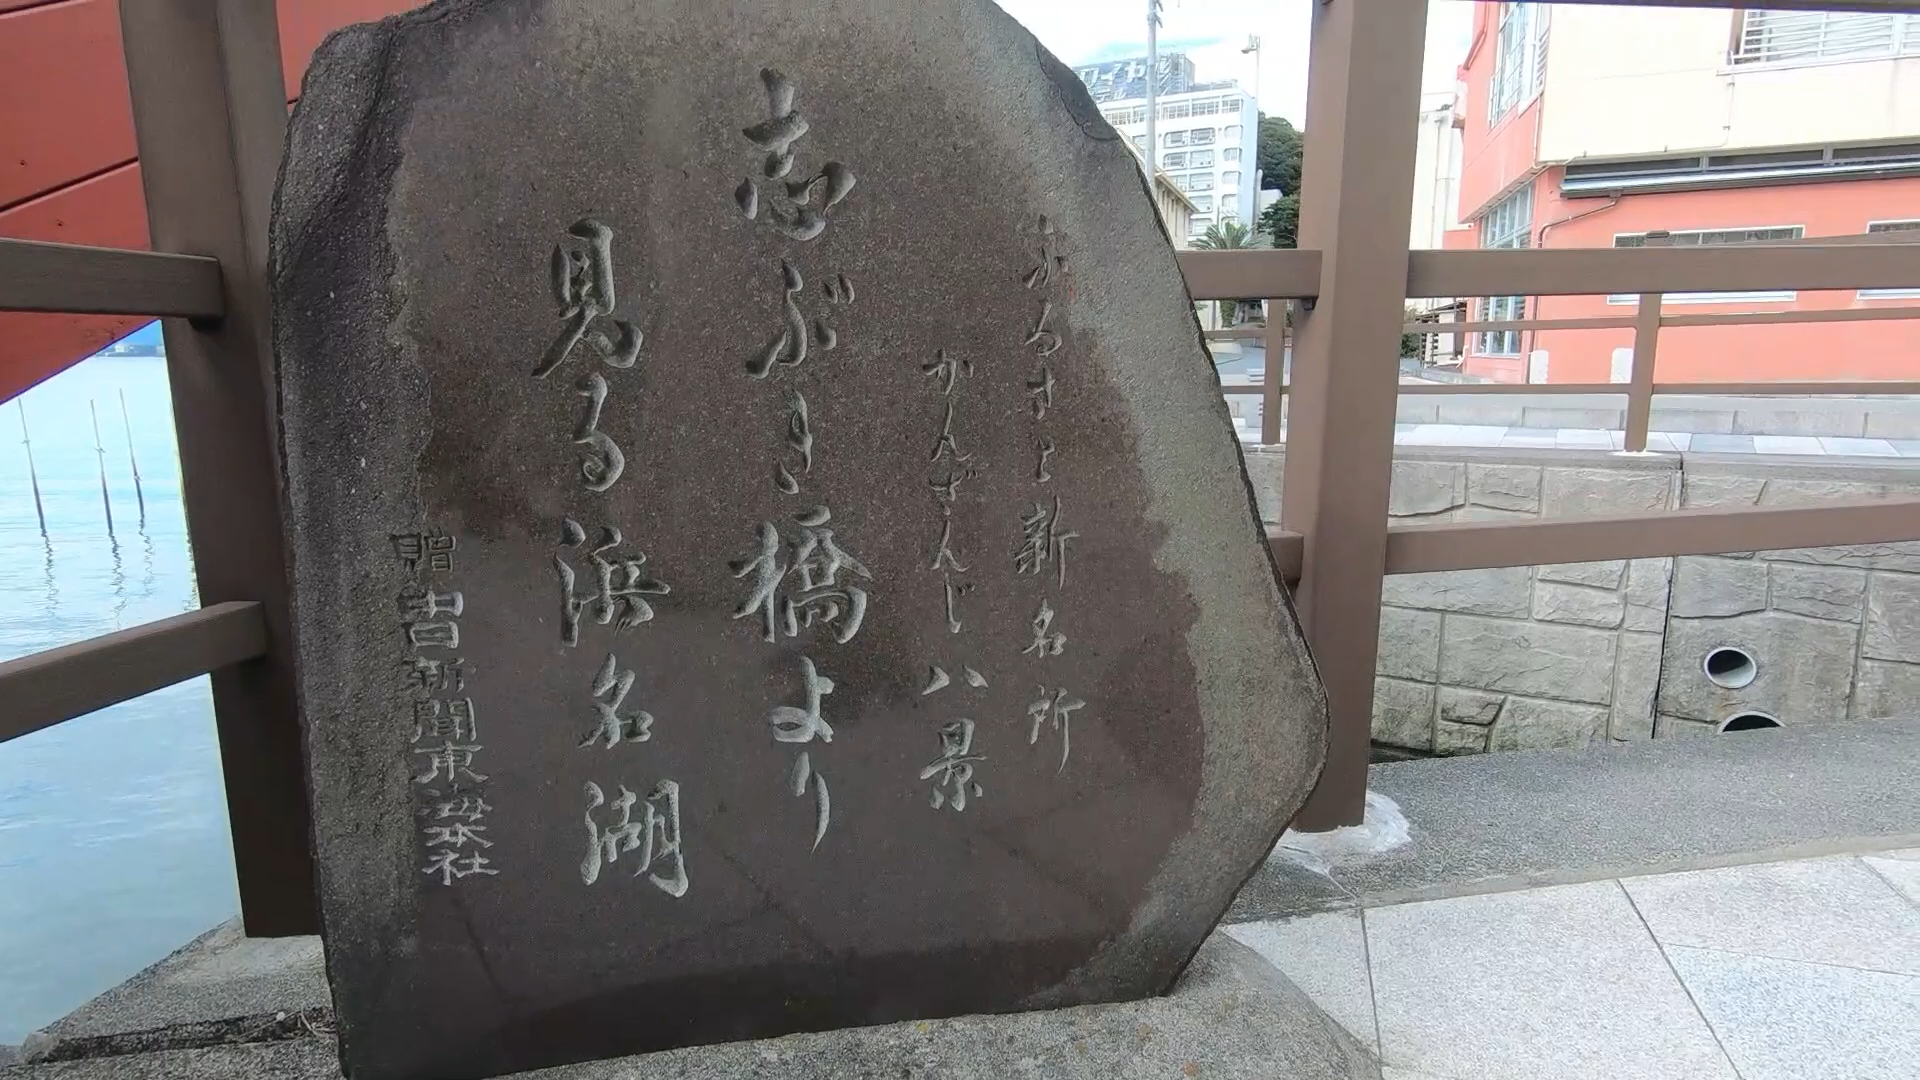 ふるさと新名所
かんざんじ八景
志ぶき橋より
見る浜名湖
贈中日新聞東海本社